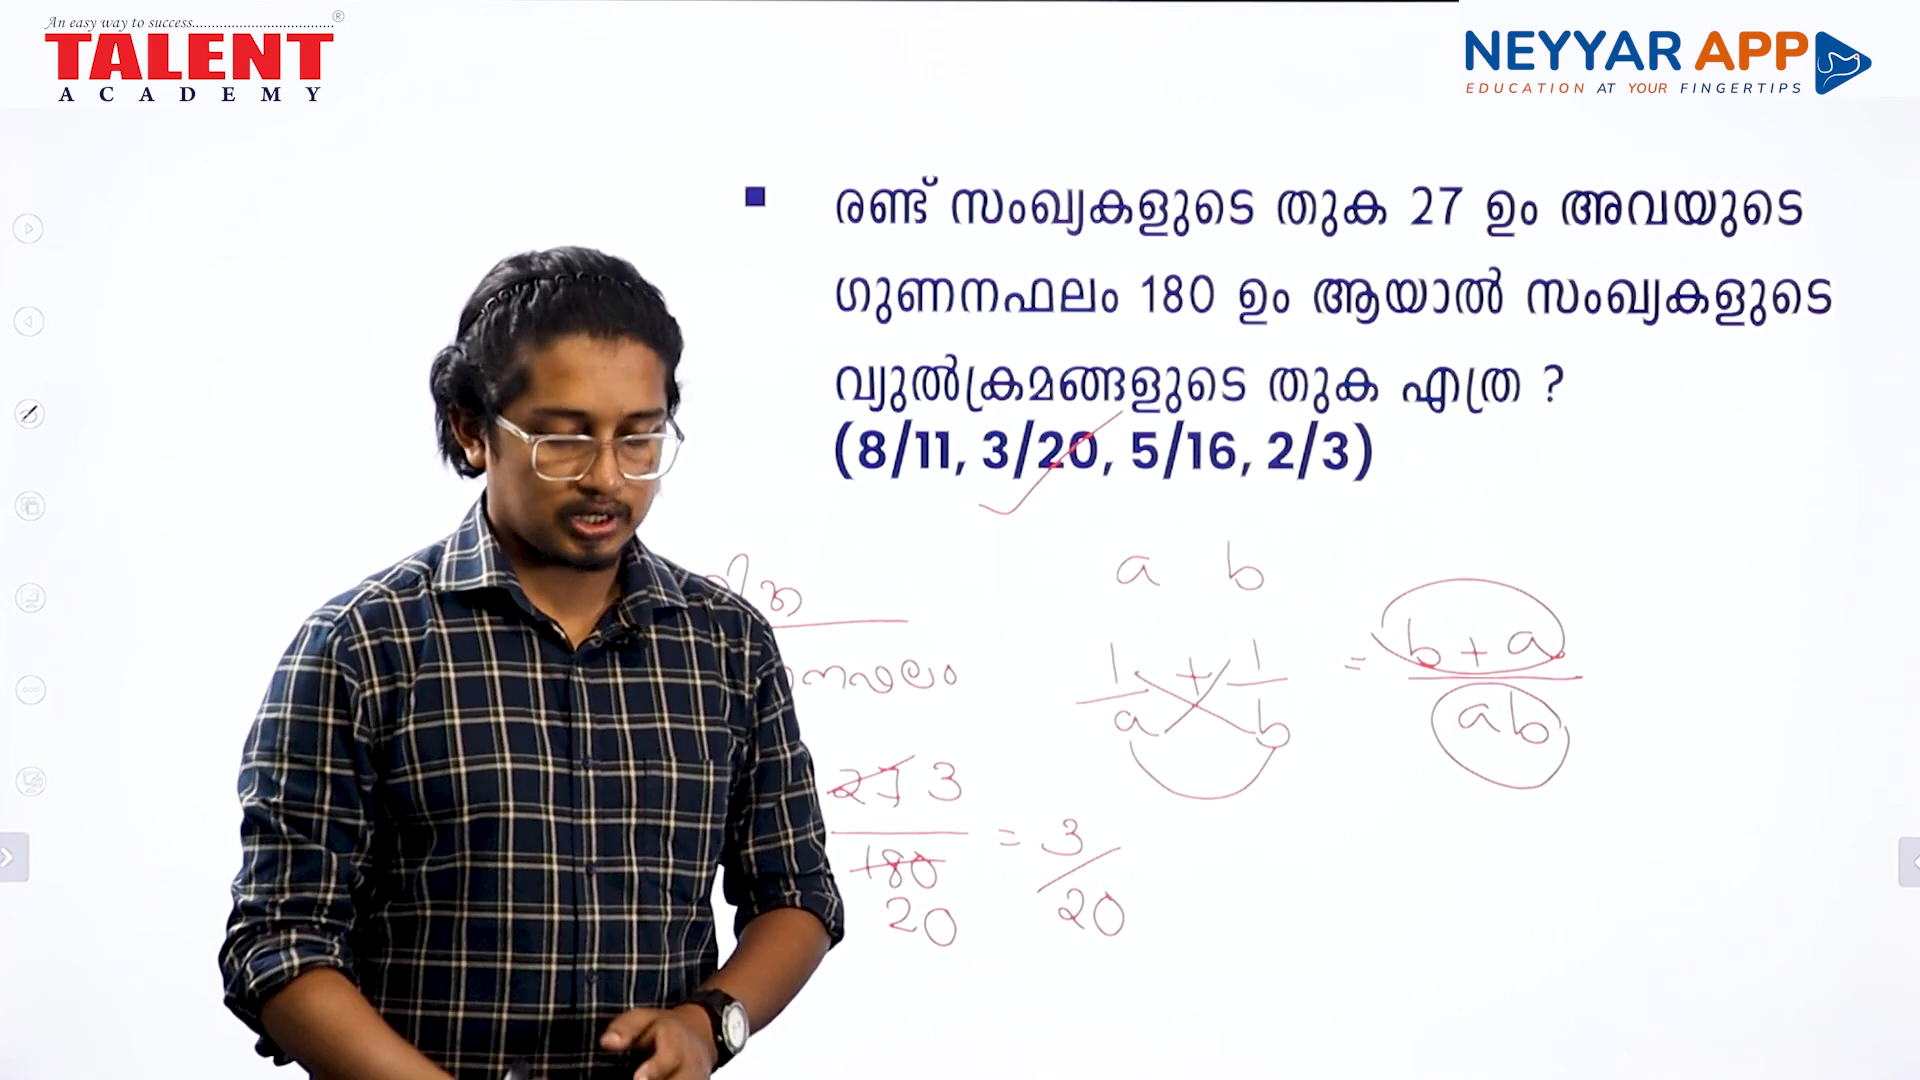 An easy way to success......................................®
TALENT
ACADEMY
NEYYAR APP
EDUCATION AT YOUR FINGERTIPS
▪ രണ്ട് സംഖ്യകളുടെ തുക 27 ഉം അവയുടെ
ഗുണനഫലം 180 ഉം ആയാൽ സംഖ്യകളുടെ
വ്യുൽക്രമങ്ങളുടെ തുക എത്ര ?
(8/11, 3/20, 5/16, 2/3)
a b
1 + 1 = b + a
a b ab
27 3
180 = 3/20
20